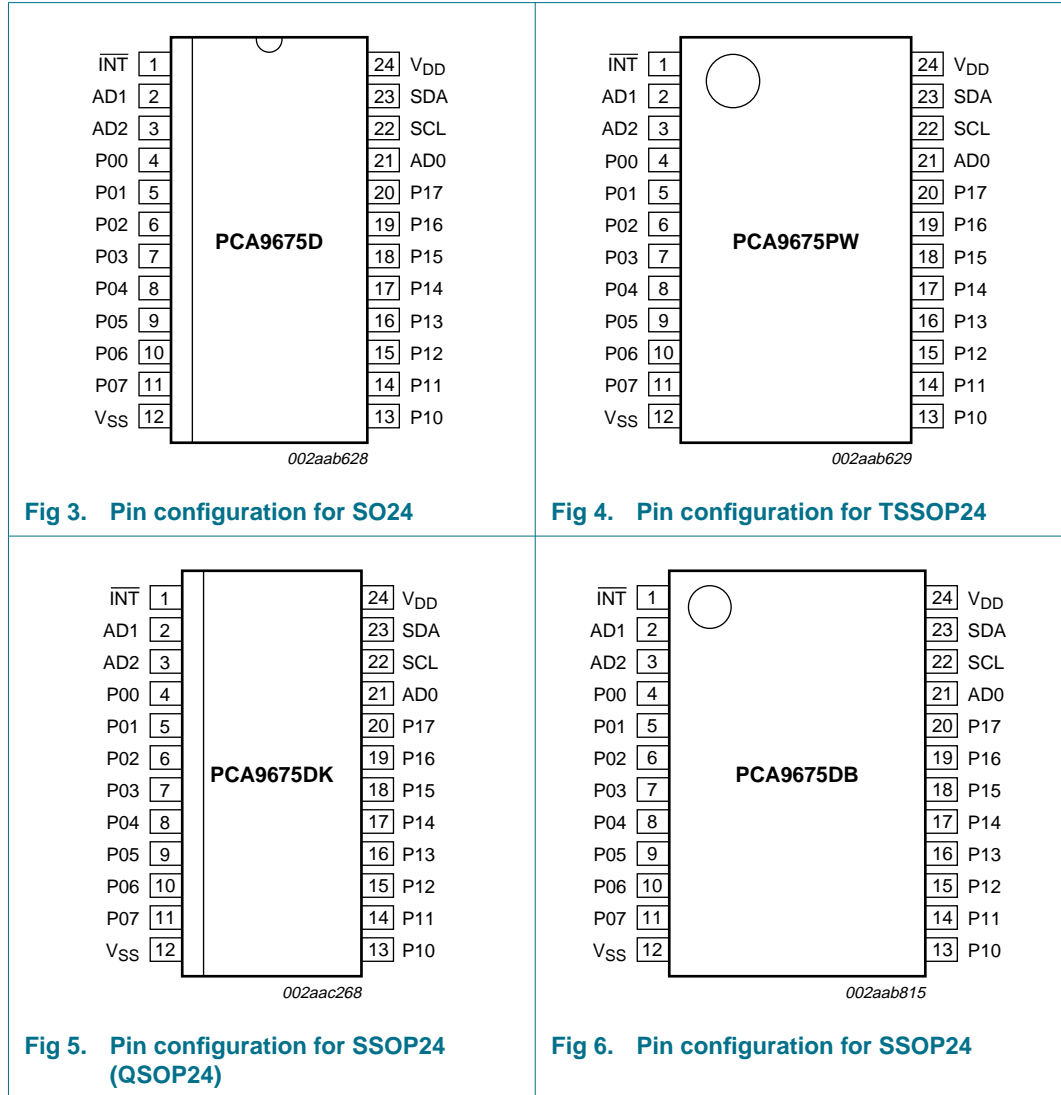 INT 1 24 VDD
AD1 2 23 SDA
AD2 3 22 SCL
P00 4 21 AD0
P01 5 20 P17
P02 6 19 P16
P03 7 PCA9675D 18 P15
P04 8 17 P14
P05 9 16 P13
P06 10 15 P12
P07 11 14 P11
VSS 12 13 P10
002aab628
Fig 3. Pin configuration for SO24
INT 1 24 VDD
AD1 2 23 SDA
AD2 3 22 SCL
P00 4 21 AD0
P01 5 20 P17
P02 6 19 P16
P03 7 PCA9675PW 18 P15
P04 8 17 P14
P05 9 16 P13
P06 10 15 P12
P07 11 14 P11
VSS 12 13 P10
002aab629
Fig 4. Pin configuration for TSSOP24
INT 1 24 VDD
AD1 2 23 SDA
AD2 3 22 SCL
P00 4 21 AD0
P01 5 20 P17
P02 6 19 P16
P03 7 PCA9675DK 18 P15
P04 8 17 P14
P05 9 16 P13
P06 10 15 P12
P07 11 14 P11
VSS 12 13 P10
002aac268
Fig 5. Pin configuration for SSOP24
(QSOP24)
INT 1 24 VDD
AD1 2 23 SDA
AD2 3 22 SCL
P00 4 21 AD0
P01 5 20 P17
P02 6 19 P16
P03 7 PCA9675DB 18 P15
P04 8 17 P14
P05 9 16 P13
P06 10 15 P12
P07 11 14 P11
VSS 12 13 P10
002aab815
Fig 6. Pin configuration for SSOP24